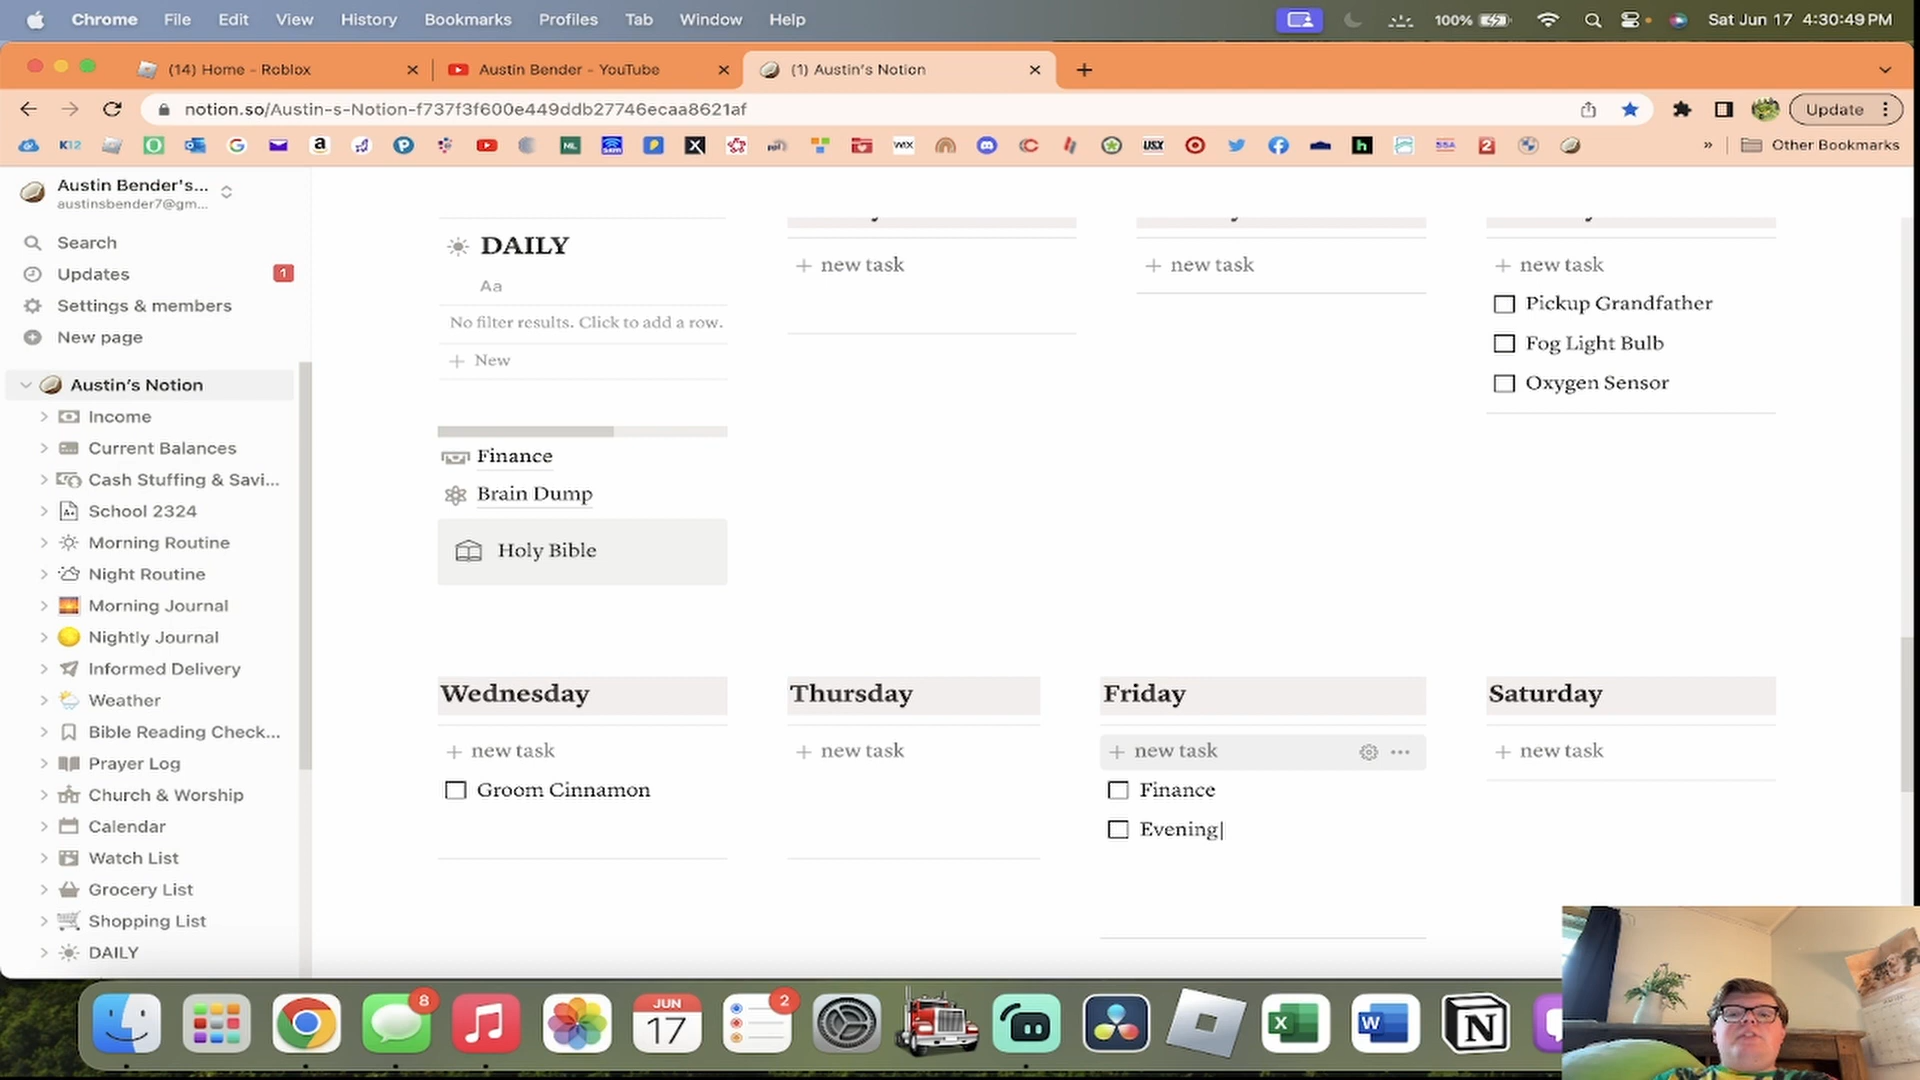 Chrome File Edit View History Bookmarks Profiles Tab Window Help 100% Sat Jun 17 4:30:49 PM
(14) Home - Roblox
Austin Bender - YouTube
(1) Austin's Notion
notion.so/Austin-s-Notion-f737f3f600e449ddb27746ecaa8621af
Update
K12 a P NL X WIX USX h SSA 2 » Other Bookmarks
Austin Bender's...
austinsbender7@gm...
Search
Updates 1
Settings & members
New page
Austin's Notion
Income
Current Balances
Cash Stuffing & Savi...
School 2324
Morning Routine
Night Routine
Morning Journal
Nightly Journal
Informed Delivery
Weather
Bible Reading Check...
Prayer Log
Church & Worship
Calendar
Watch List
Grocery List
Shopping List
DAILY
DAILY
Aa
No filter results. Click to add a row.
+ New
Finance
Brain Dump
Holy Bible
+ new task
+ new task
+ new task
Pickup Grandfather
Fog Light Bulb
Oxygen Sensor
Wednesday
+ new task
Groom Cinnamon
Thursday
+ new task
Friday
+ new task
Finance
Evening
Saturday
+ new task
8
JUN
17
2
X
W
N